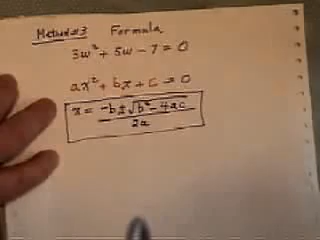 Method #3 Formula
3w² + 5w - 7 = 0
ax² + bx + c = 0
x = -b ± √b² - 4ac / 2a